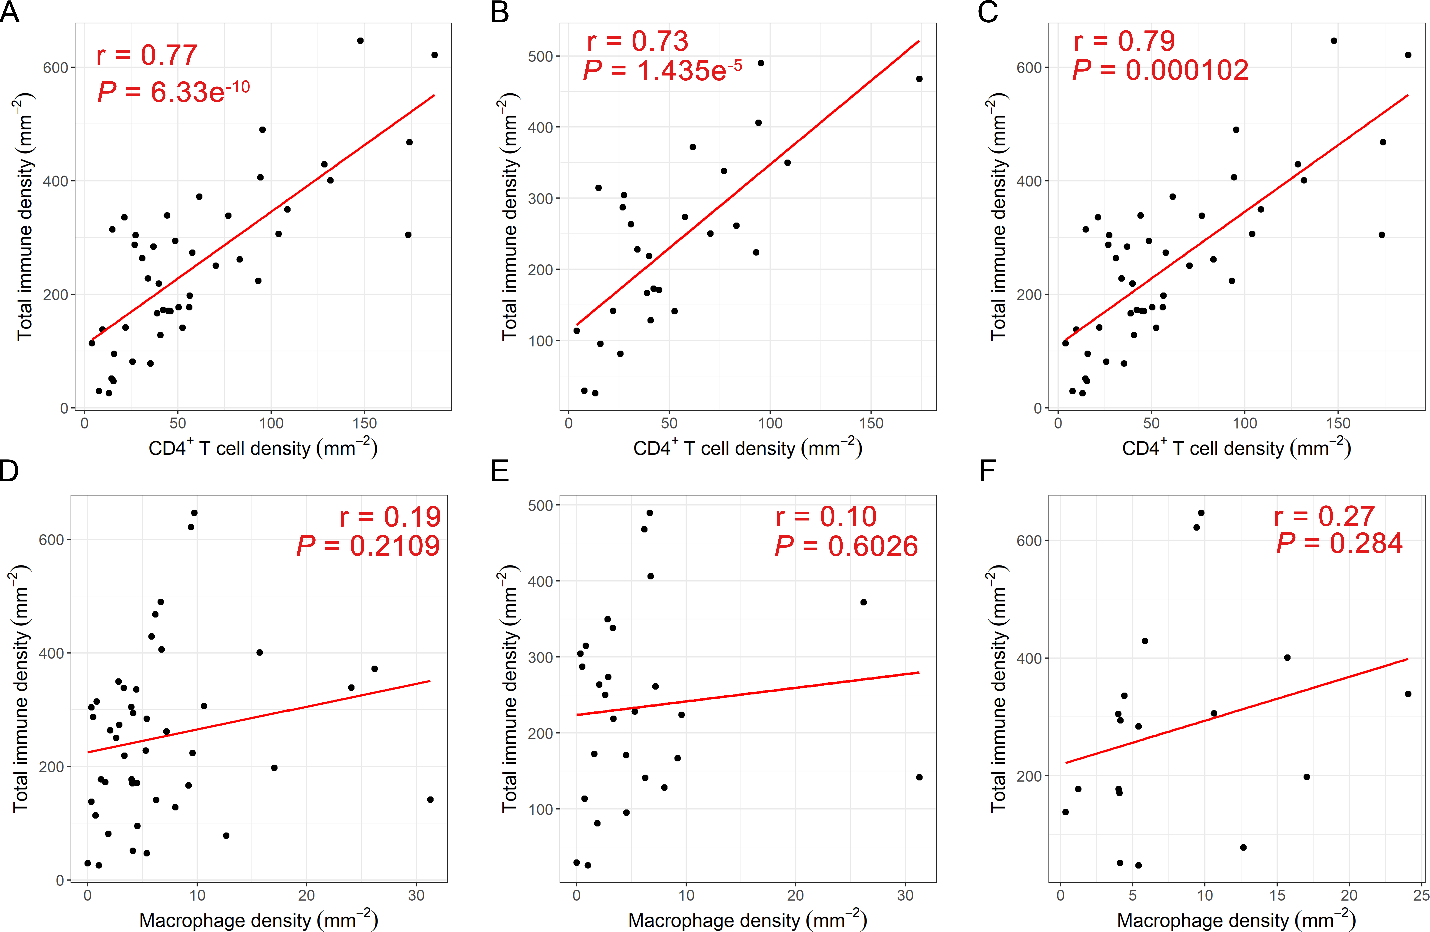 A
r = 0.77
P = 6.33e-10
Total immune density (mm−2)
600
400
200
0
0 50 100 150
CD4+ T cell density (mm−2)
B
r = 0.73
P = 1.435e-5
Total immune density (mm−2)
500
400
300
200
100
0 50 100 150
CD4+ T cell density (mm−2)
C
r = 0.79
P = 0.000102
Total immune density (mm−2)
600
400
200
0
0 50 100 150
CD4+ T cell density (mm−2)
D
r = 0.19
P = 0.2109
Total immune density (mm−2)
600
400
200
0
0 10 20 30
Macrophage density (mm−2)
E
r = 0.10
P = 0.6026
Total immune density (mm−2)
500
400
300
200
100
0 10 20 30
Macrophage density (mm−2)
F
r = 0.27
P = 0.284
Total immune density (mm−2)
600
400
200
0 5 10 15 20 25
Macrophage density (mm−2)